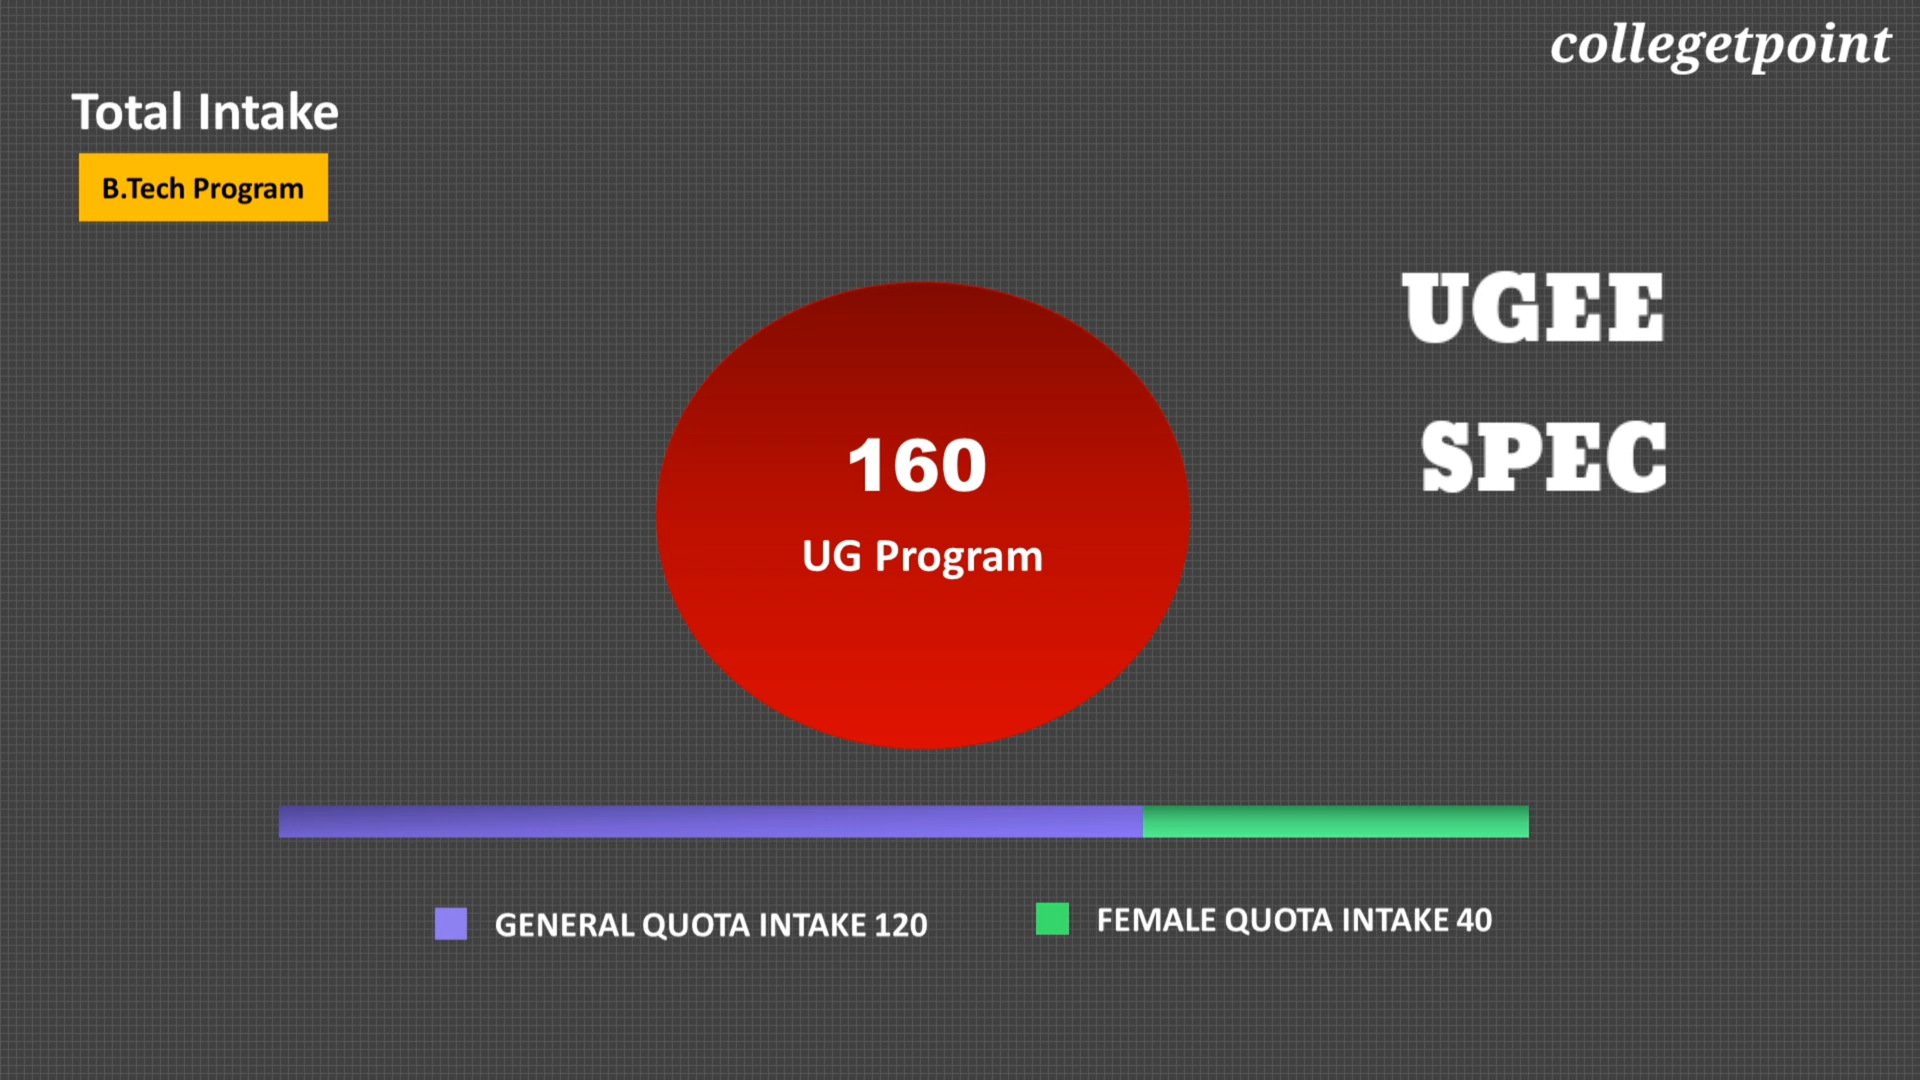 collegetpoint
Total Intake
B.Tech Program
UGEE
SPEC
160
UG Program
GENERAL QUOTA INTAKE 120
FEMALE QUOTA INTAKE 40